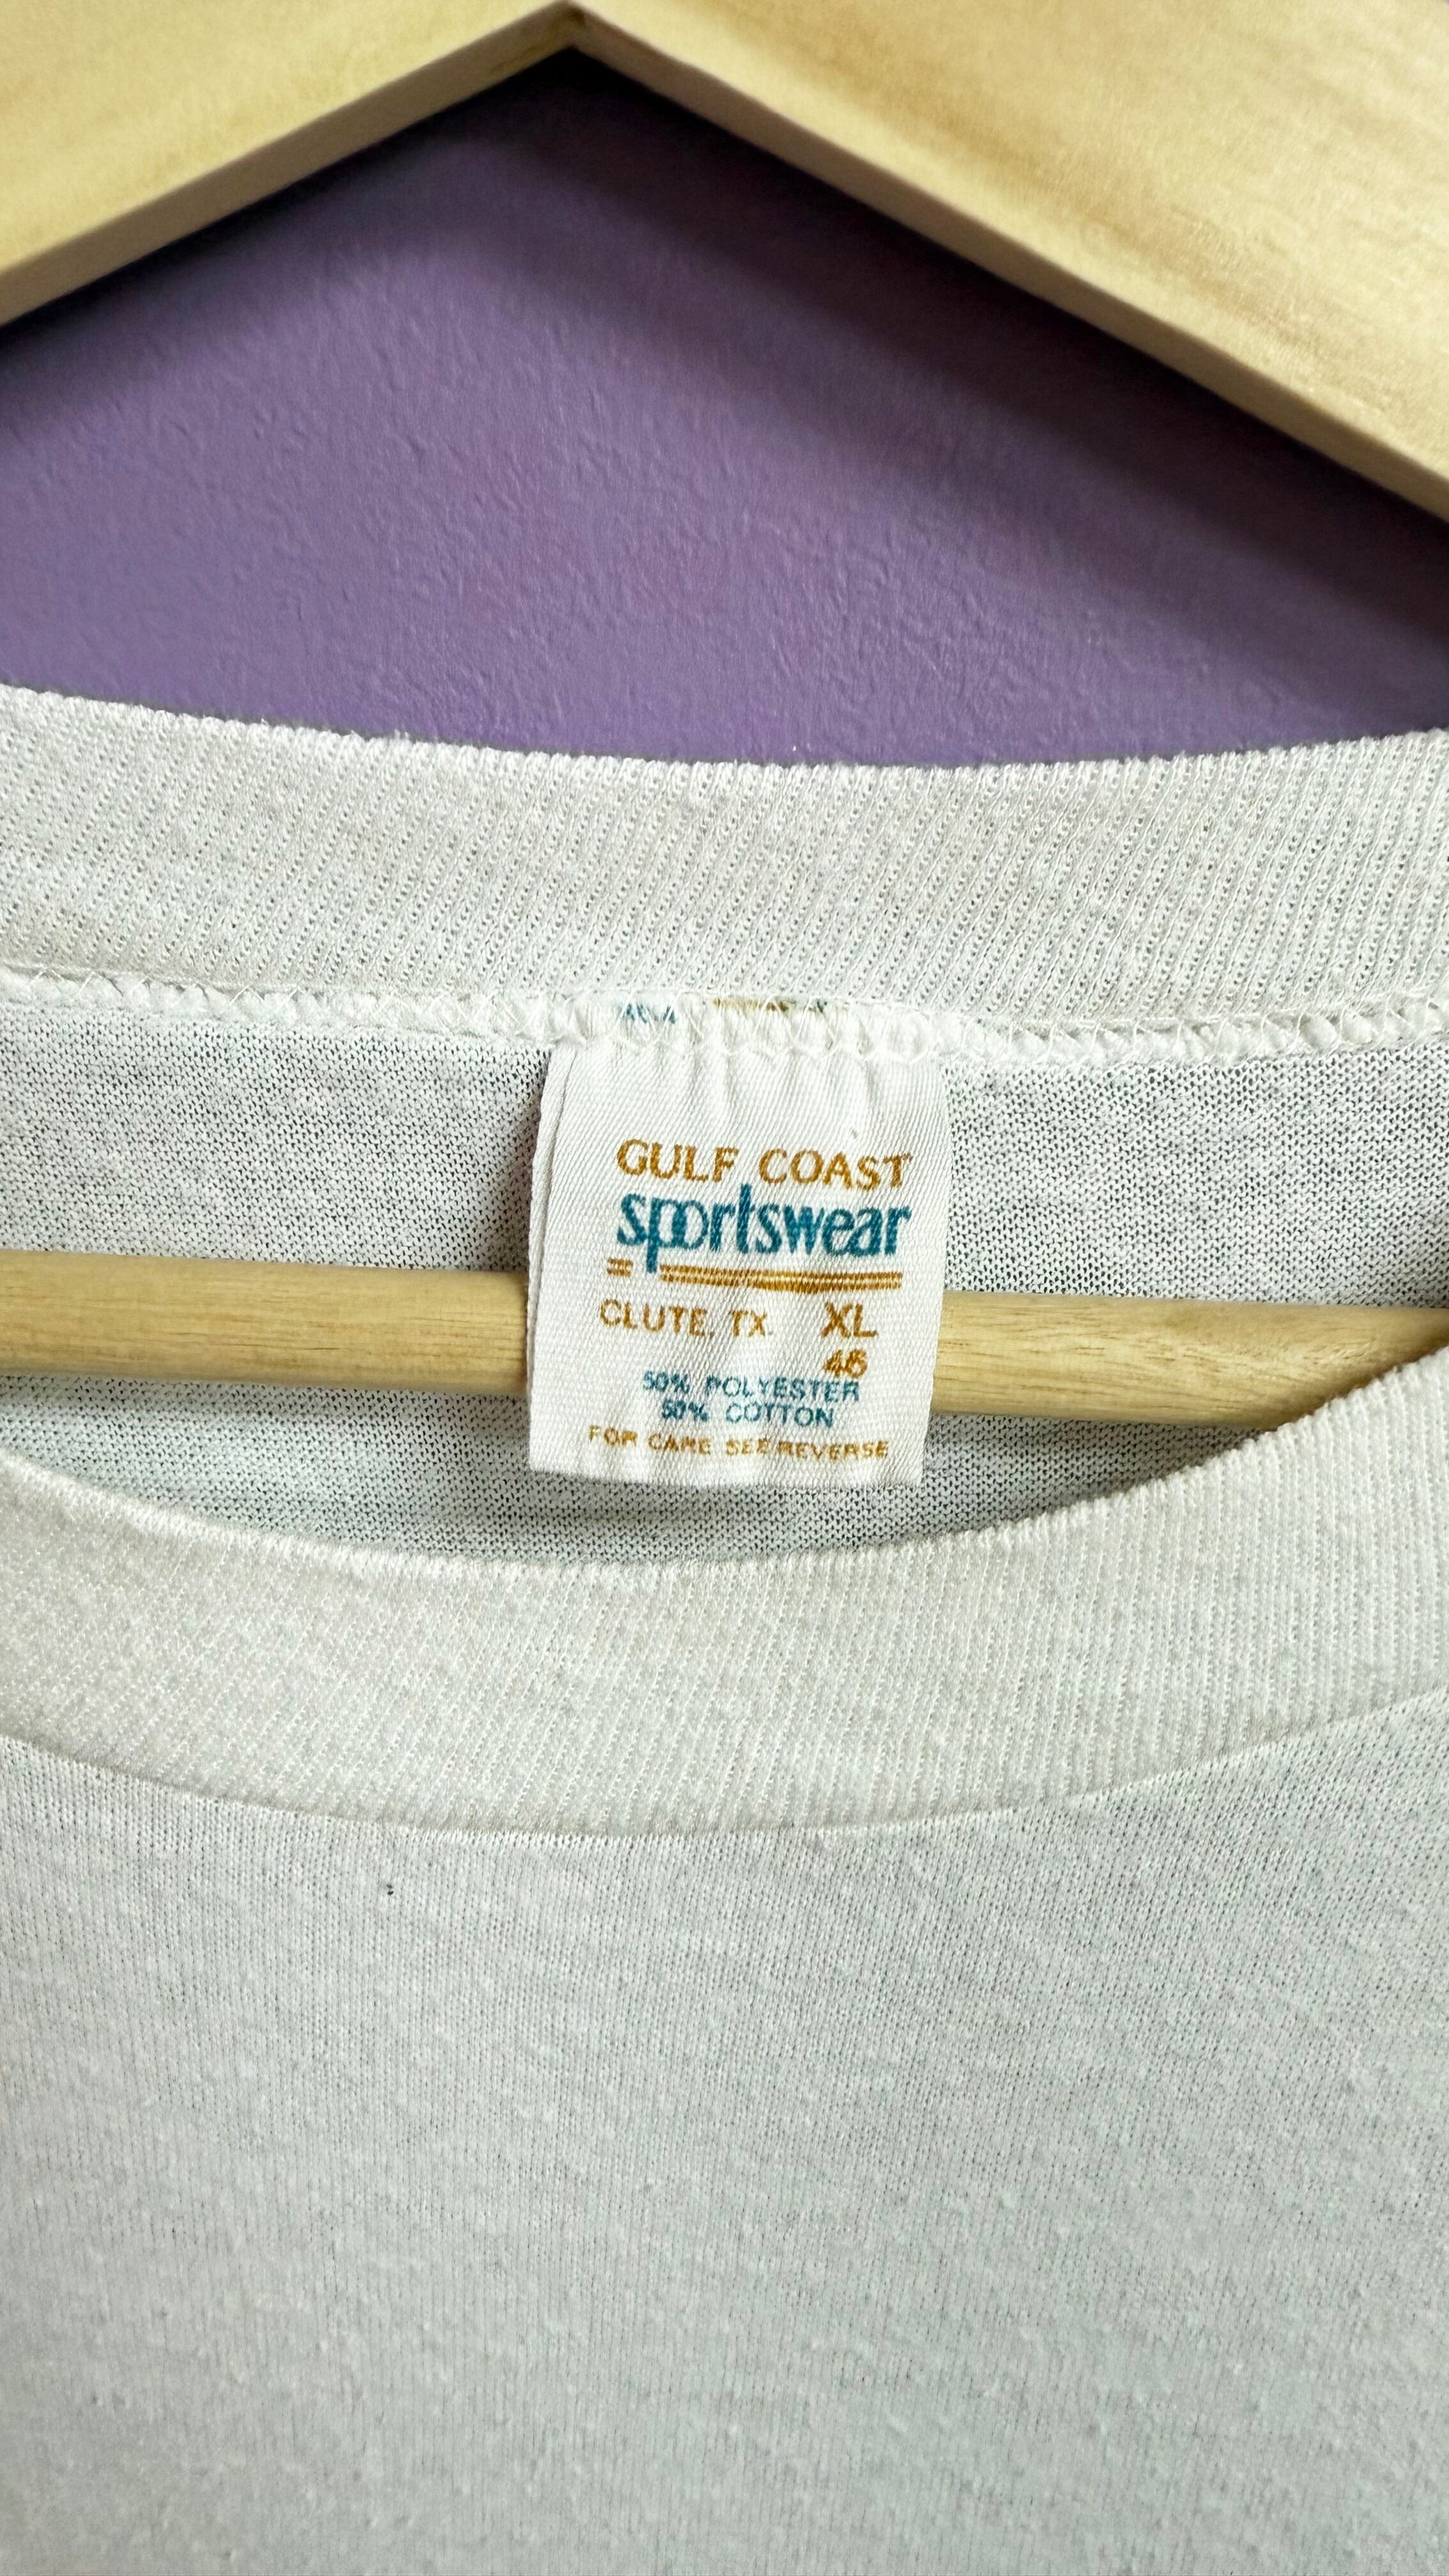 GULF COAST
sportswear
CLUTE, TX. XL
46
50% POLYESTER
50% COTTON
FOR CARE SEE REVERSE